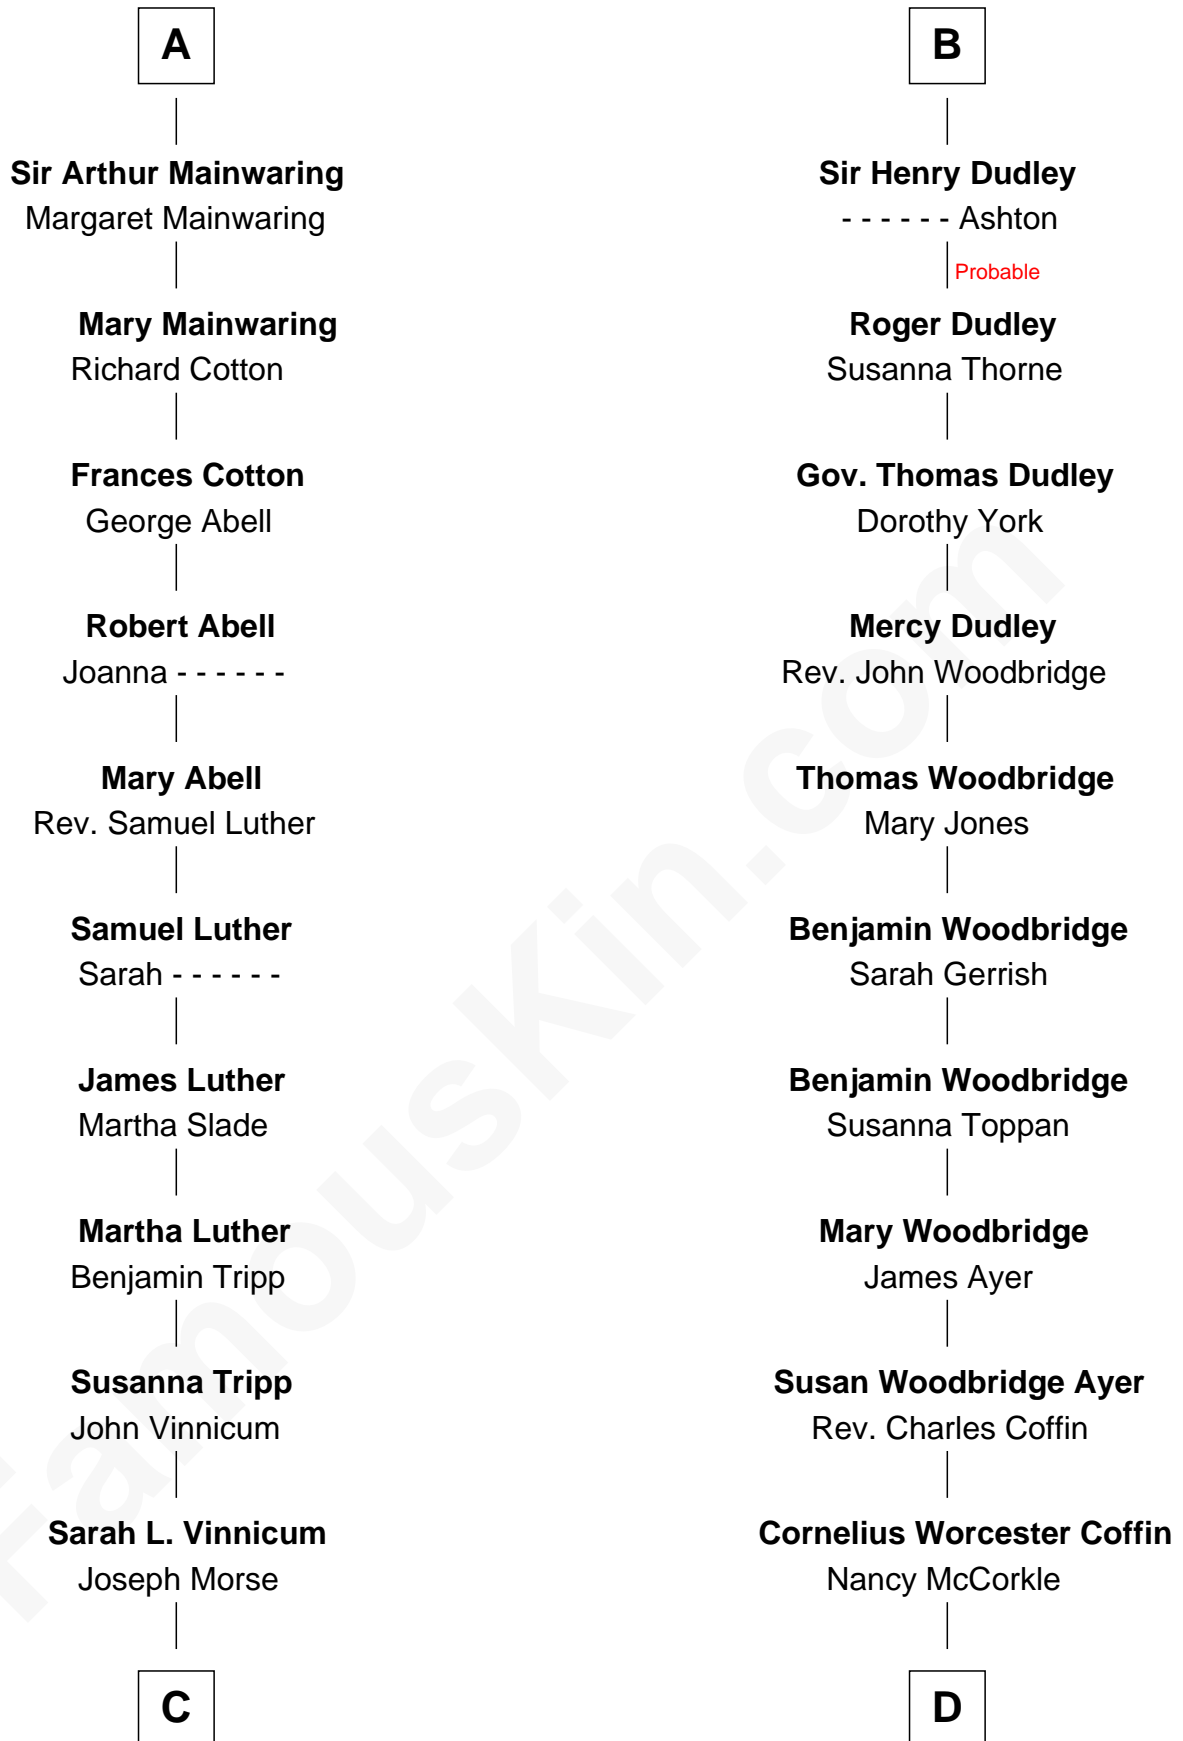 A
Sir Arthur Mainwaring
Margaret Mainwaring
Mary Mainwaring
Richard Cotton
Frances Cotton
George Abell
Robert Abell
Joanna - - - - - -
Mary Abell
Rev. Samuel Luther
Samuel Luther
Sarah - - - - - -
James Luther
Martha Slade
Martha Luther
Benjamin Tripp
Susanna Tripp
John Vinnicum
Sarah L. Vinnicum
Joseph Morse
C
B
Sir Henry Dudley
- - - - - - Ashton
Probable
Roger Dudley
Susanna Thorne
Gov. Thomas Dudley
Dorothy York
Mercy Dudley
Rev. John Woodbridge
Thomas Woodbridge
Mary Jones
Benjamin Woodbridge
Sarah Gerrish
Benjamin Woodbridge
Susanna Toppan
Mary Woodbridge
James Ayer
Susan Woodbridge Ayer
Rev. Charles Coffin
Cornelius Worcester Coffin
Nancy McCorkle
D
FamousKin.com